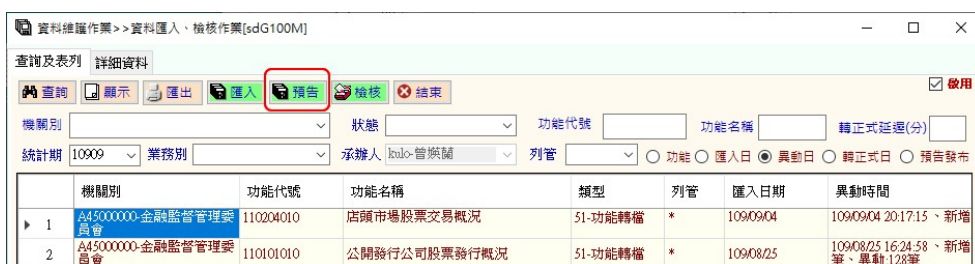 資料維護作業>>資料匯入、檢核作業[sdG100M]
查詢及表列 詳細資料
查詢 顯示 匯出 匯入 預告 檢核 結束 啟用
機關別 狀態 功能代號 功能名稱 轉正式延遲(分)
統計期 10909 業務別 承辦人 kulo-曾煥閩 列管 功能 匯入日 異動日 轉正式日 預告發布
機關別 功能代號 功能名稱 類型 列管 匯入日期 異動時間
1 A45000000-金融監督管理委員會 110204010 店頭市場股票交易概況 51-功能轉檔 * 109/09/04 109/09/04 20:17:15、新增
2 A45000000-金融監督管理委員會 110101010 公開發行公司股票發行概況 51-功能轉檔 * 109/08/25 109/08/25 16:24:58、新增
筆、異動:128筆